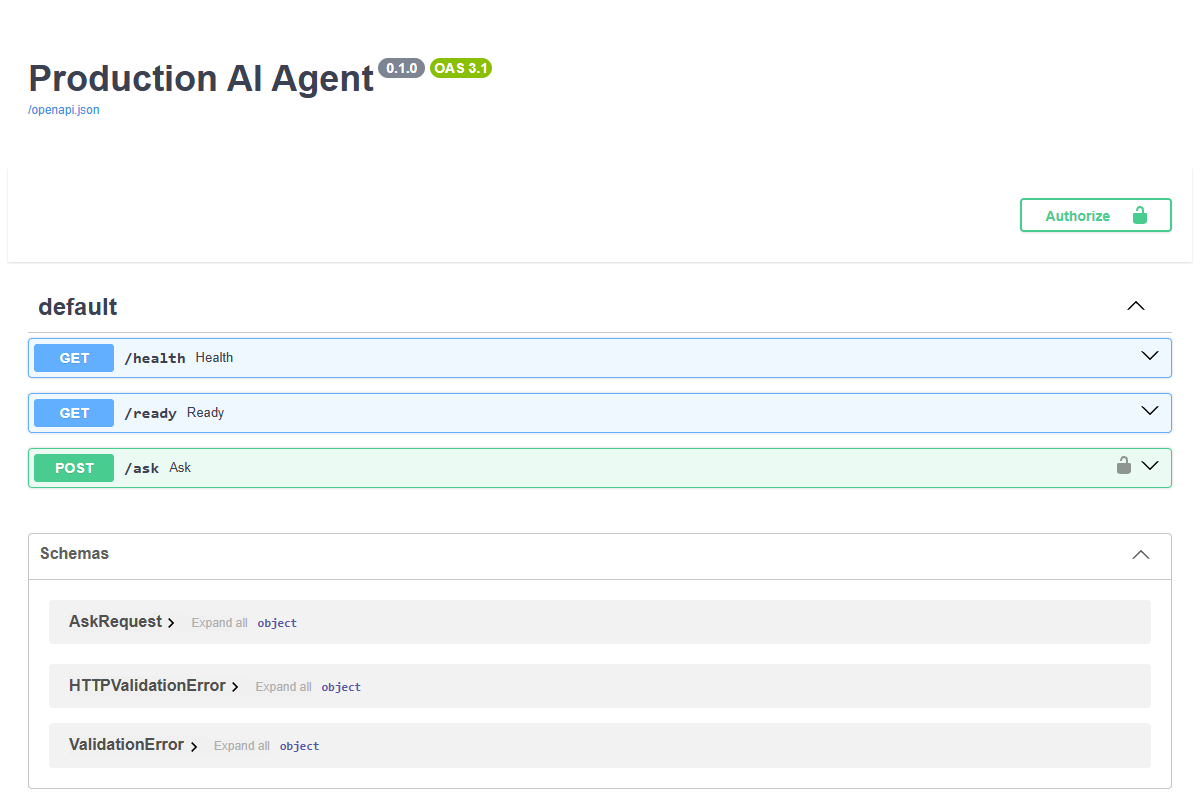 Production AI Agent 0.1.0 OAS 3.1
/openapi.json
Authorize
default
GET /health Health
GET /ready Ready
POST /ask Ask
Schemas
AskRequest Expand all object
HTTPValidationError Expand all object
ValidationError Expand all object